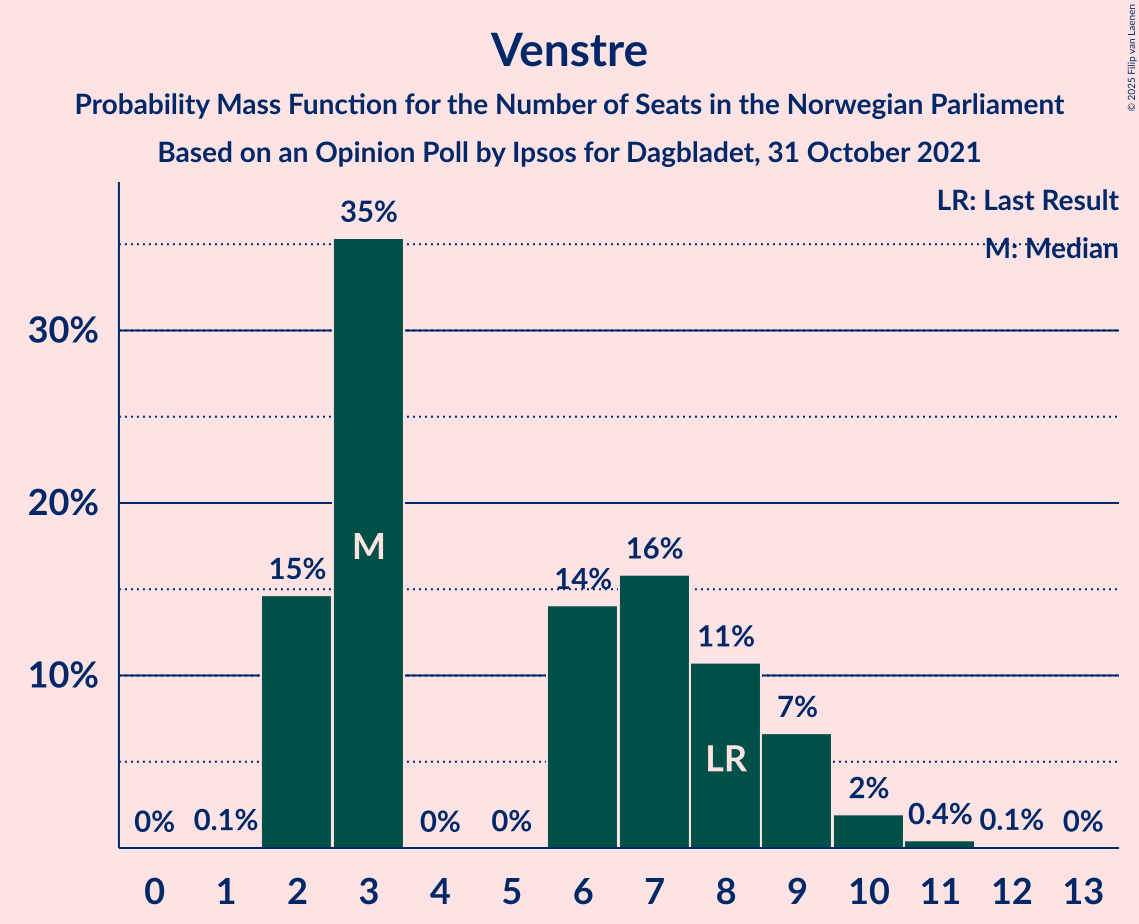 Venstre
Probability Mass Function for the Number of Seats in the Norwegian Parliament
Based on an Opinion Poll by Ipsos for Dagbladet, 31 October 2021
© 2025 Filip van Laenen
LR: Last Result
M: Median
30%
20%
10%
0%
0.1%
15%
35%
0%
0%
14%
16%
11%
7%
2%
0.4%
0.1%
0%
M
LR
0 1 2 3 4 5 6 7 8 9 10 11 12 13